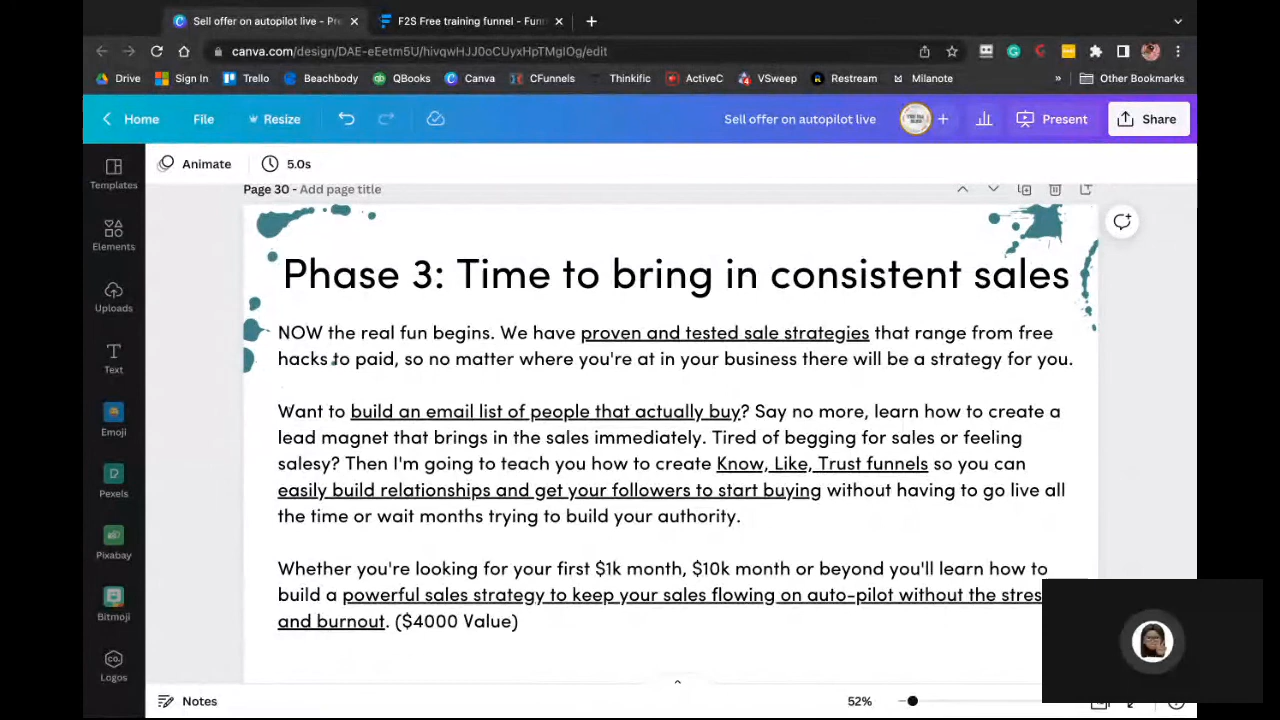 Sell offer on autopilot live - Pre
F2S Free training funnel - Funn
canva.com/design/DAE-eEetm5U/hivqwHJJ0oCUyxHpTMgIOg/edit
Drive Sign In Trello Beachbody QBooks Canva CFunnels Thinkific ActiveC VSweep Restream Milanote » Other Bookmarks
Home File Resize Sell offer on autopilot live Present Share
Animate 5.0s
Templates
Elements
Uploads
Text
Emoji
Pexels
Pixabay
Bitmoji
CO.
Logos
Page 30 - Add page title
Phase 3: Time to bring in consistent sales
NOW the real fun begins. We have proven and tested sale strategies that range from free
hacks to paid, so no matter where you're at in your business there will be a strategy for you.
Want to build an email list of people that actually buy? Say no more, learn how to create a
lead magnet that brings in the sales immediately. Tired of begging for sales or feeling
salesy? Then I'm going to teach you how to create Know, Like, Trust funnels so you can
easily build relationships and get your followers to start buying without having to go live all
the time or wait months trying to build your authority.
Whether you're looking for your first $1k month, $10k month or beyond you'll learn how to
build a powerful sales strategy to keep your sales flowing on auto-pilot without the stres
and burnout. ($4000 Value)
Notes 52%